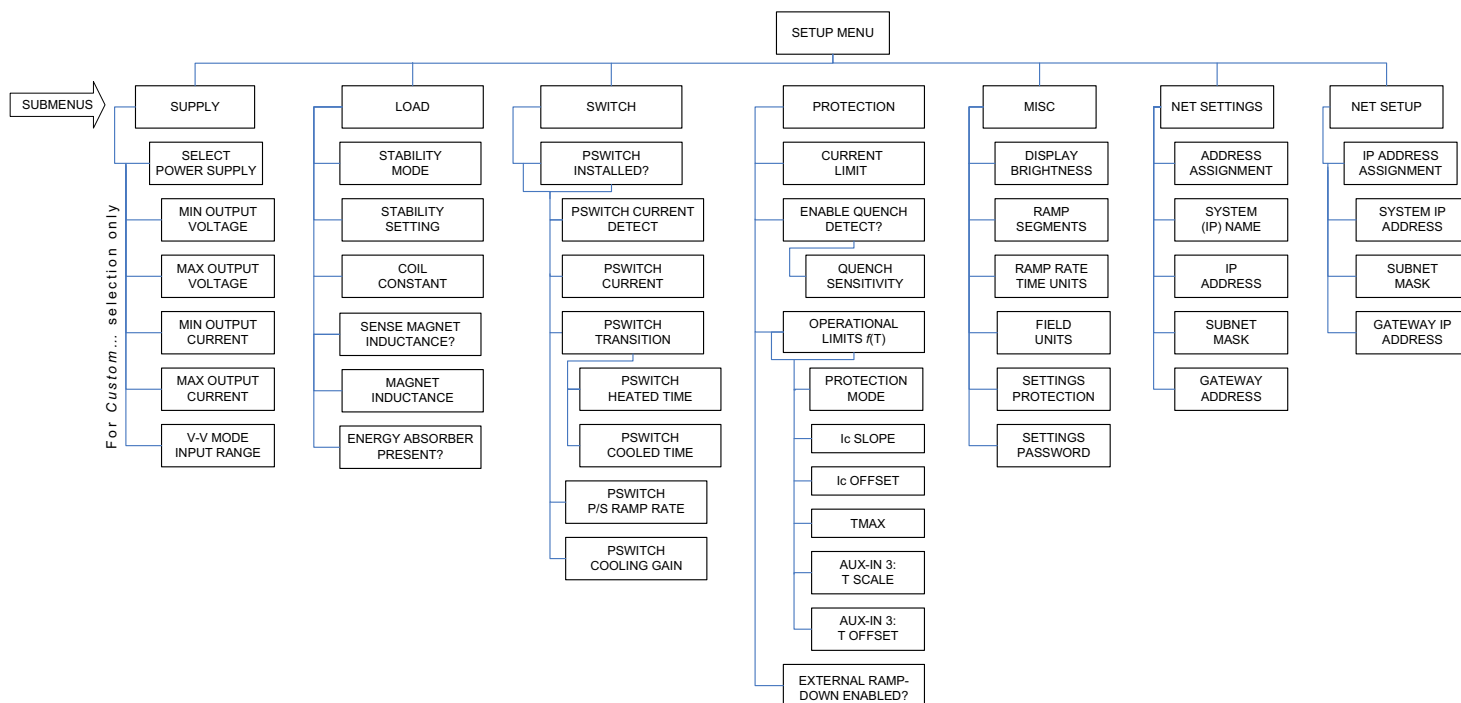 SETUP MENU
SUBMENUS
SUPPLY
SELECT
POWER SUPPLY
For Custom... selection only
MIN OUTPUT
VOLTAGE
MAX OUTPUT
VOLTAGE
MIN OUTPUT
CURRENT
MAX OUTPUT
CURRENT
V-V MODE
INPUT RANGE
LOAD
STABILITY
MODE
STABILITY
SETTING
COIL
CONSTANT
SENSE MAGNET
INDUCTANCE?
MAGNET
INDUCTANCE
ENERGY ABSORBER
PRESENT?
SWITCH
PSWITCH
INSTALLED?
PSWITCH CURRENT
DETECT
PSWITCH
CURRENT
PSWITCH
TRANSITION
PSWITCH
HEATED TIME
PSWITCH
COOLED TIME
PSWITCH
P/S RAMP RATE
PSWITCH
COOLING GAIN
PROTECTION
CURRENT
LIMIT
ENABLE QUENCH
DETECT?
QUENCH
SENSITIVITY
OPERATIONAL
LIMITS f(T)
PROTECTION
MODE
Ic SLOPE
Ic OFFSET
TMAX
AUX-IN 3:
T SCALE
AUX-IN 3:
T OFFSET
EXTERNAL RAMP-
DOWN ENABLED?
MISC
DISPLAY
BRIGHTNESS
RAMP
SEGMENTS
RAMP RATE
TIME UNITS
FIELD
UNITS
SETTINGS
PROTECTION
SETTINGS
PASSWORD
NET SETTINGS
ADDRESS
ASSIGNMENT
SYSTEM
(IP) NAME
IP
ADDRESS
SUBNET
MASK
GATEWAY
ADDRESS
NET SETUP
IP ADDRESS
ASSIGNMENT
SYSTEM IP
ADDRESS
SUBNET
MASK
GATEWAY IP
ADDRESS